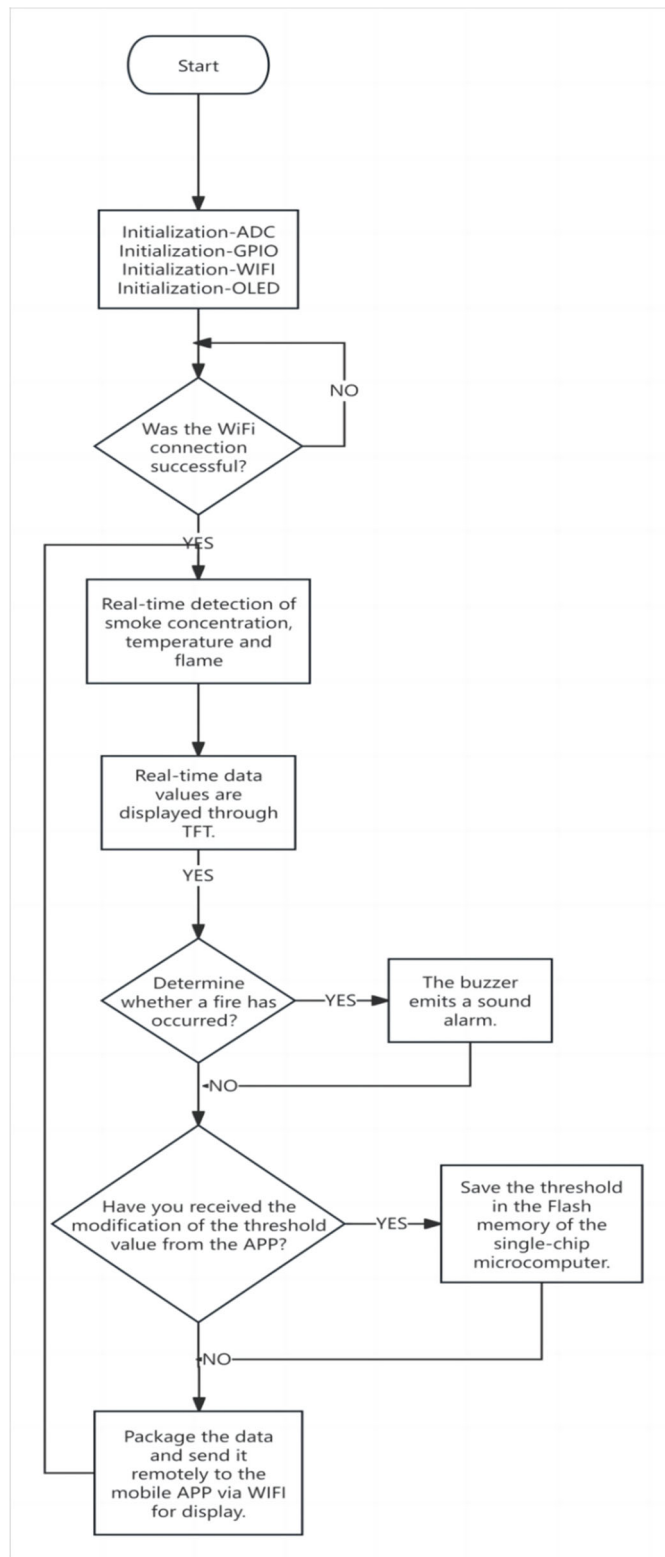 Start
Initialization-ADC
Initialization-GPIO
Initialization-WIFI
Initialization-OLED
NO
Was the WiFi
connection
successful?
YES
Real-time detection of
smoke concentration,
temperature and
flame
Real-time data
values are
displayed through
TFT.
YES
Determine
whether a fire has
occurred?
YES
The buzzer
emits a sound
alarm.
NO
Have you received the
modification of the threshold
value from the APP?
YES
Save the threshold
in the Flash
memory of the
single-chip
microcomputer.
NO
Package the data
and send it
remotely to the
mobile APP via WIFI
for display.